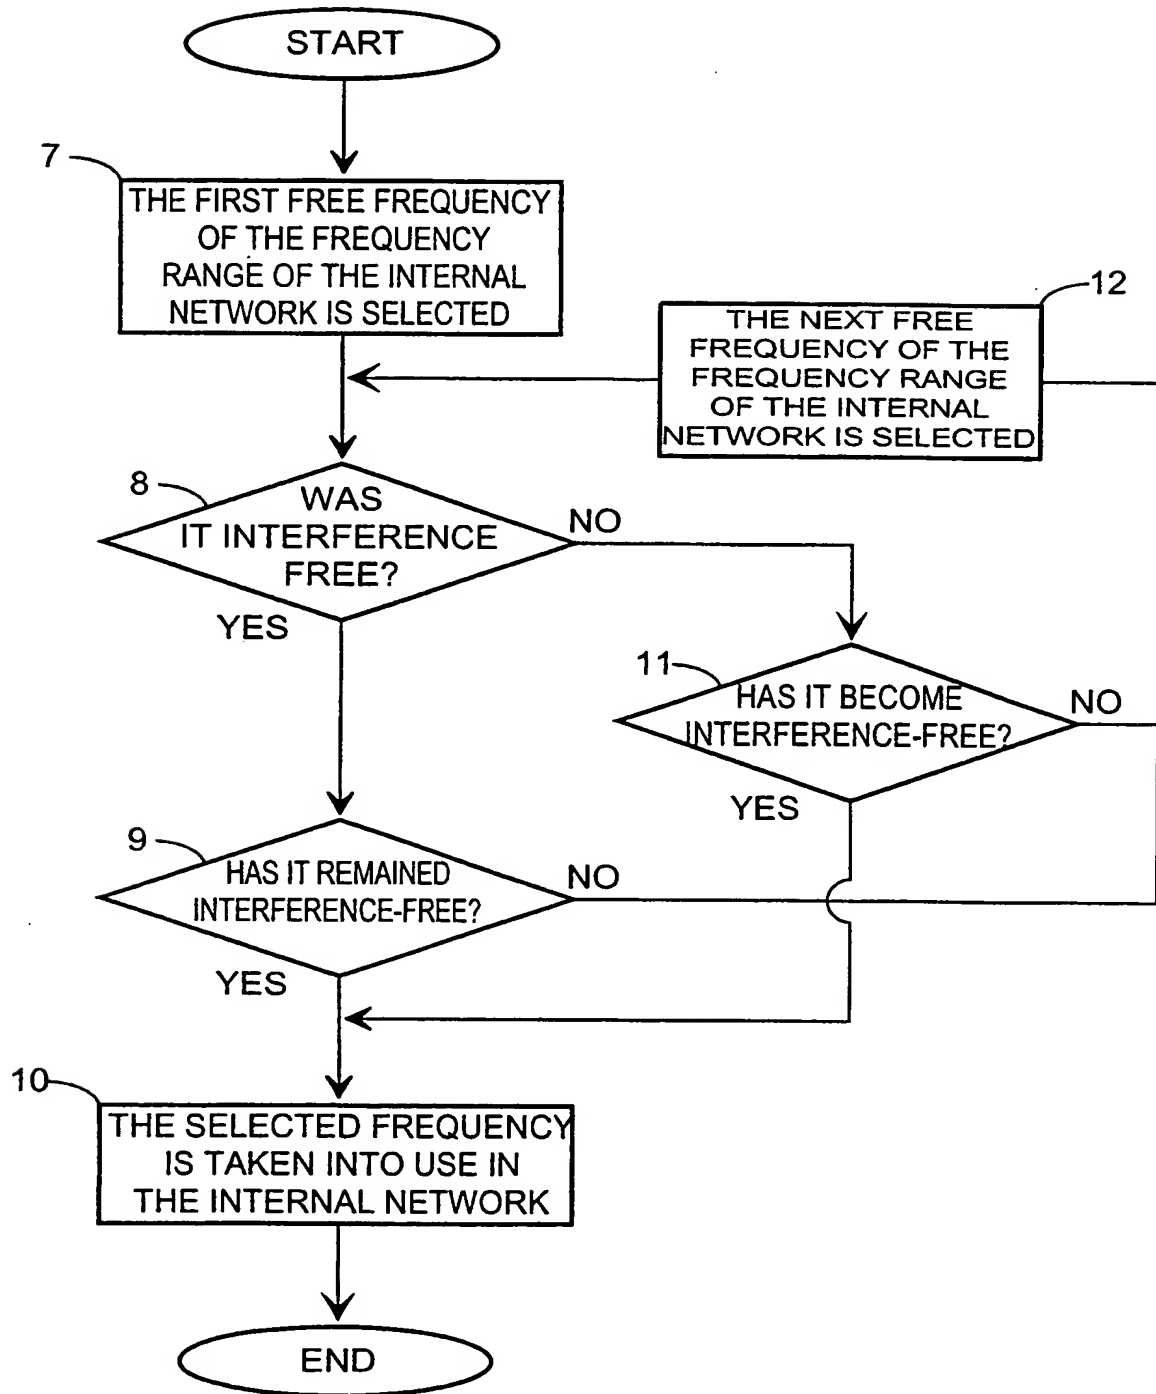 START
7
THE FIRST FREE FREQUENCY
OF THE FREQUENCY
RANGE OF THE INTERNAL
NETWORK IS SELECTED
12
THE NEXT FREE
FREQUENCY OF THE
FREQUENCY RANGE
OF THE INTERNAL
NETWORK IS SELECTED
8
WAS
IT INTERFERENCE
FREE?
NO
YES
11
HAS IT BECOME
INTERFERENCE-FREE?
NO
YES
9
HAS IT REMAINED
INTERFERENCE-FREE?
NO
YES
10
THE SELECTED FREQUENCY
IS TAKEN INTO USE IN
THE INTERNAL NETWORK
END